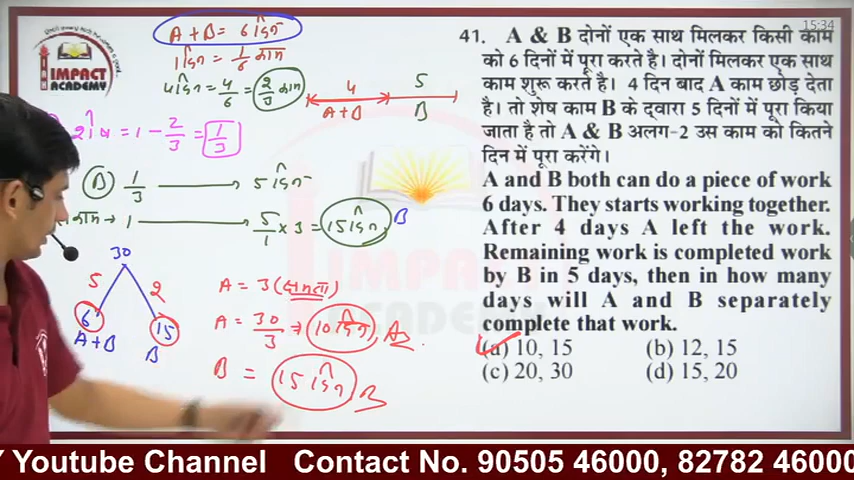 15:34
IMPACT
ACADEMY
A + B = 6 दिन
1 दिन = 1/6 काम
4 दिन = 4/6 = 2/3 काम
4
5
A+B
B
= 1 - 2/3 = 1/3
B 1/3 → 5 दिन
काम → 1 → 5/1 × 3 = 15 दिन B
30
5
2
6
15
A+B
B
A = 3 (क्षमता)
A = 30/3 → 10 दिन, A
B = 15 दिन, B
41. A & B दोनों एक साथ मिलकर किसी काम
को 6 दिनों में पूरा करते है। दोनों मिलकर एक साथ
काम शुरू करते है। 4 दिन बाद A काम छोड़ देता
है। तो शेष काम B के द्वारा 5 दिनों में पूरा किया
जाता है तो A & B अलग-2 उस काम को कितने
दिन में पूरा करेंगे।
A and B both can do a piece of work
6 days. They starts working together.
After 4 days A left the work.
Remaining work is completed work
by B in 5 days, then in how many
days will A and B separately
complete that work.
(a) 10, 15 (b) 12, 15
(c) 20, 30 (d) 15, 20
Youtube Channel Contact No. 90505 46000, 82782 46000